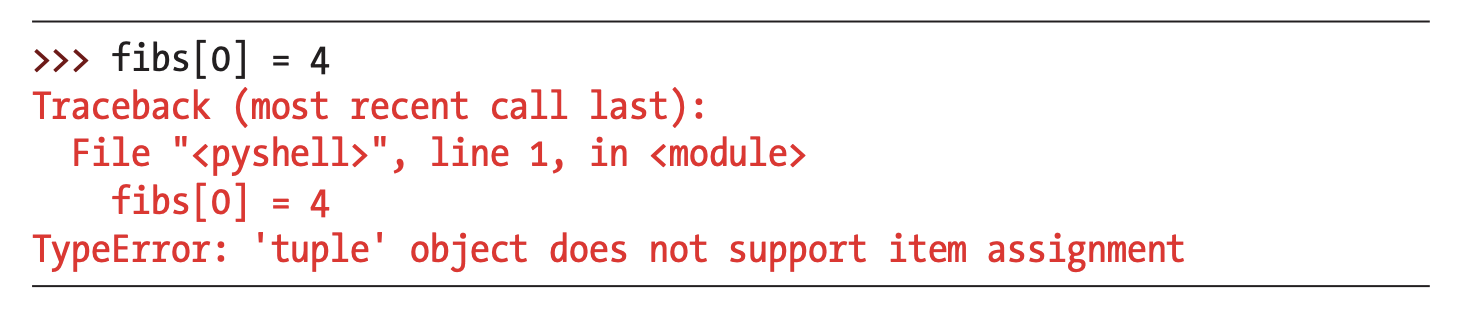 >>> fibs[0] = 4
Traceback (most recent call last):
  File "<pyshell>", line 1, in <module>
    fibs[0] = 4
TypeError: 'tuple' object does not support item assignment